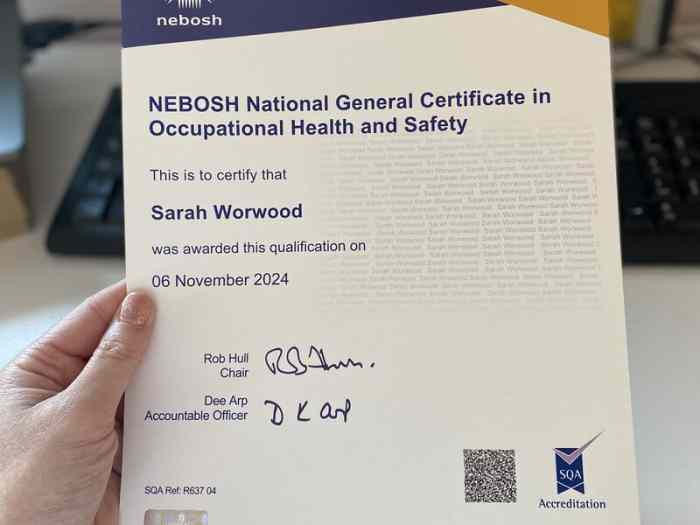 nebosh
NEBOSH National General Certificate in
Occupational Health and Safety
This is to certify that
Sarah Worwood
was awarded this qualification on
06 November 2024
Rob Hull
Chair
Dee Arp
Accountable Officer
D K Arp
SQA Ref: R637 04
SQA
Accreditation